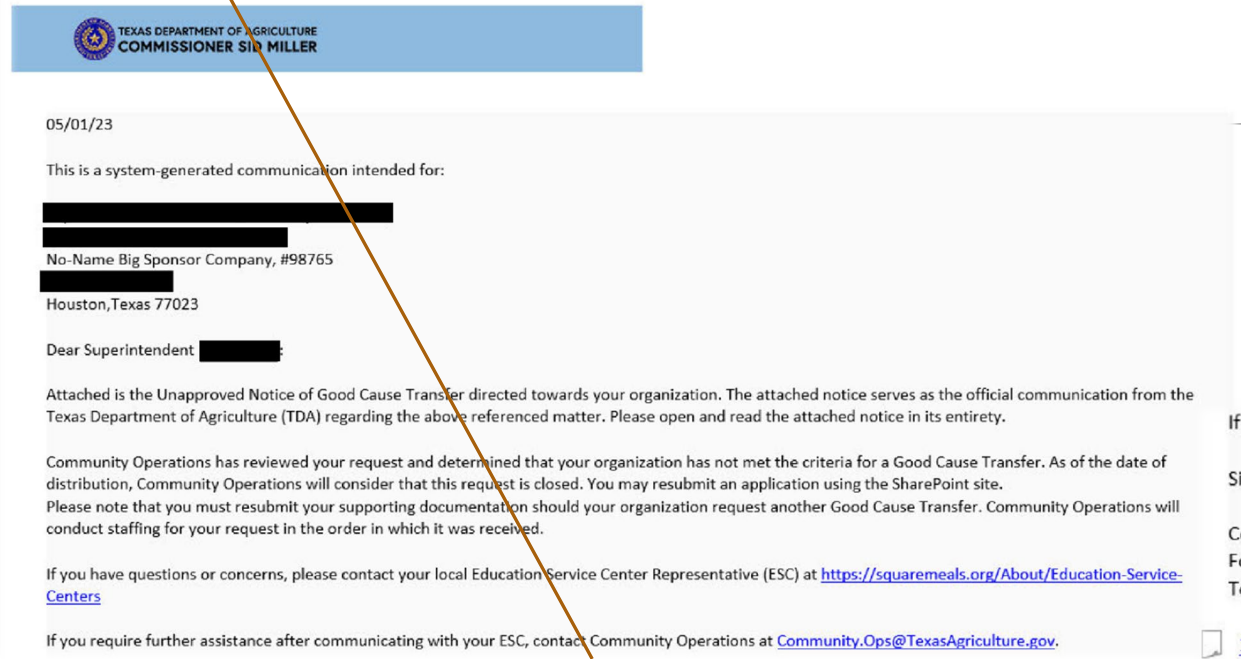 TEXAS DEPARTMENT OF AGRICULTURE
COMMISSIONER SID MILLER
05/01/23
This is a system-generated communication intended for:
No-Name Big Sponsor Company, #98765
Houston,Texas 77023
Dear Superintendent :
Attached is the Unapproved Notice of Good Cause Transfer directed towards your organization. The attached notice serves as the official communication from the
Texas Department of Agriculture (TDA) regarding the above referenced matter. Please open and read the attached notice in its entirety.
Community Operations has reviewed your request and determined that your organization has not met the criteria for a Good Cause Transfer. As of the date of
distribution, Community Operations will consider that this request is closed. You may resubmit an application using the SharePoint site.
Please note that you must resubmit your supporting documentation should your organization request another Good Cause Transfer. Community Operations will
conduct staffing for your request in the order in which it was received.
If you have questions or concerns, please contact your local Education Service Center Representative (ESC) at https://squaremeals.org/About/Education-Service-
Centers
If you require further assistance after communicating with your ESC, contact Community Operations at Community.Ops@TexasAgriculture.gov.
If